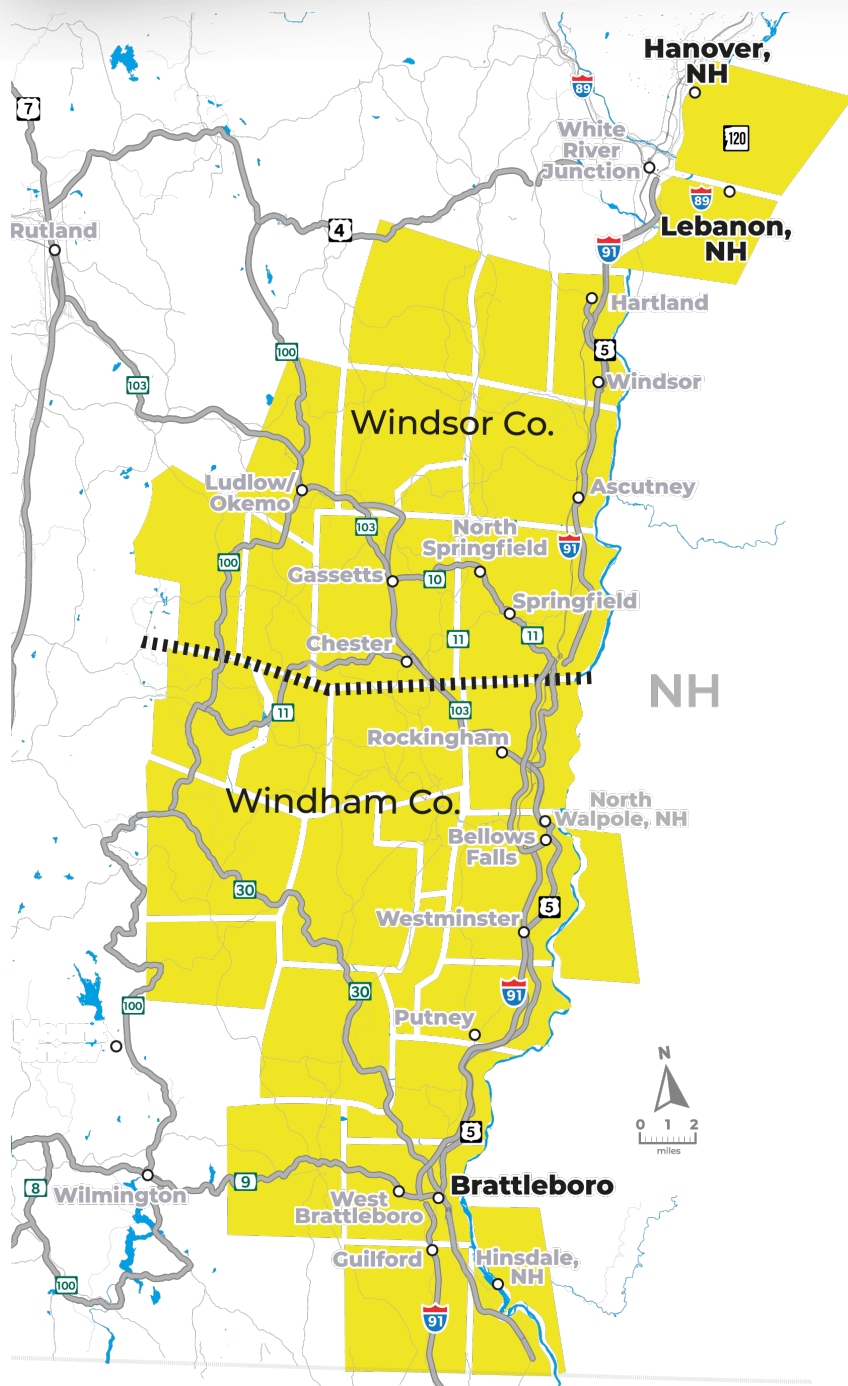 Hanover,
NH
89
7
120
White
River
Junction
89
Rutland
4
Lebanon,
NH
91
Hartland
100
5
103
Windsor
Windsor Co.
Ludlow/
Okemo
Ascutney
103
North
Springfield
91
100
Gassetts
10
Springfield
11
11
Chester
NH
11
103
Rockingham
Windham Co.
North
Walpole, NH
Bellows
Falls
30
5
Westminster
30
91
100
Putney
Mount
Snow
N
0 1 2
miles
5
9
8
Wilmington
Brattleboro
West
Brattleboro
Guilford
Hinsdale,
NH
100
91